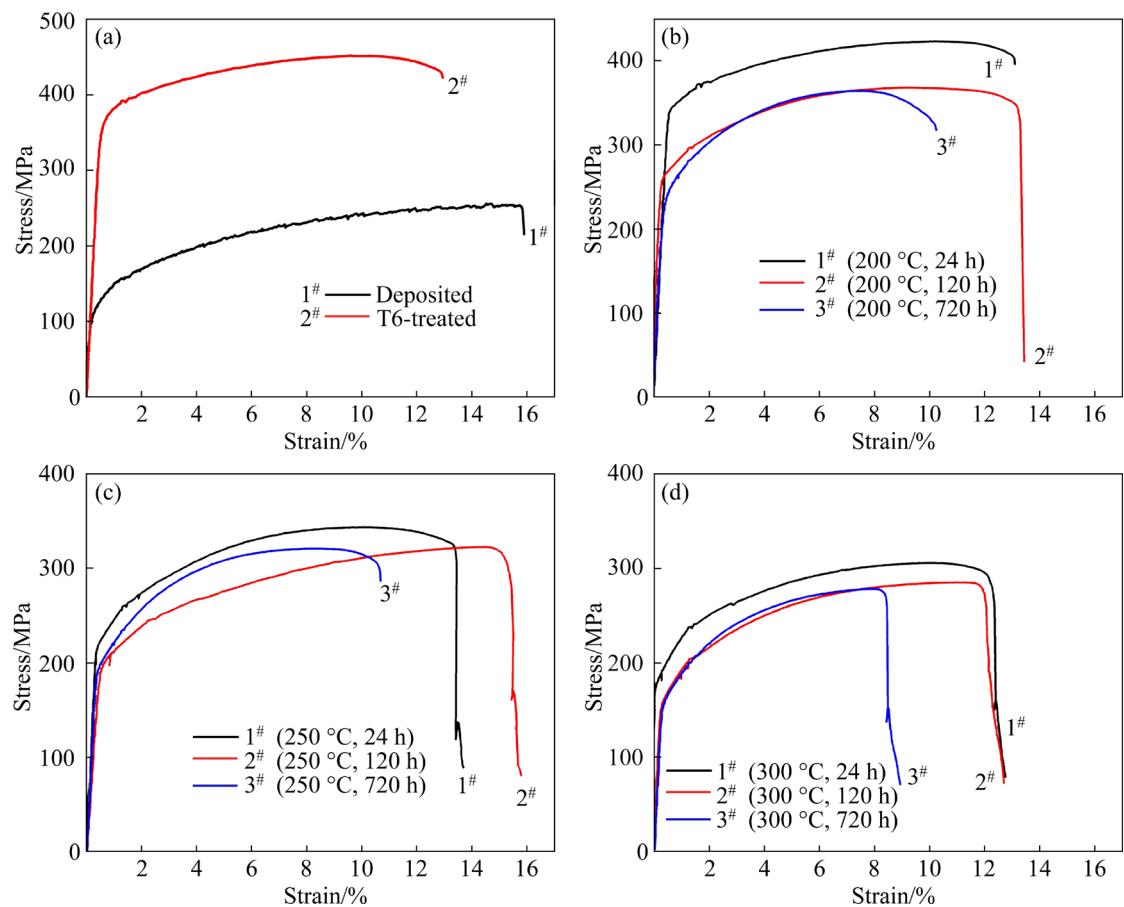 (a)
500
400
300
200
100
0
Stress/MPa
2#
1#
1# Deposited
2# T6-treated
2 4 6 8 10 12 14 16
Strain/%
(b)
400
300
200
100
0
Stress/MPa
1#
3#
1# (200 °C, 24 h)
2# (200 °C, 120 h)
3# (200 °C, 720 h)
2#
2 4 6 8 10 12 14 16
Strain/%
(c)
400
300
200
100
0
Stress/MPa
3#
1# (250 °C, 24 h)
2# (250 °C, 120 h)
3# (250 °C, 720 h)
1#
2#
2 4 6 8 10 12 14 16
Strain/%
(d)
400
300
200
100
0
Stress/MPa
1#
1# (300 °C, 24 h)
2# (300 °C, 120 h)
3# (300 °C, 720 h)
3#
2#
2 4 6 8 10 12 14 16
Strain/%